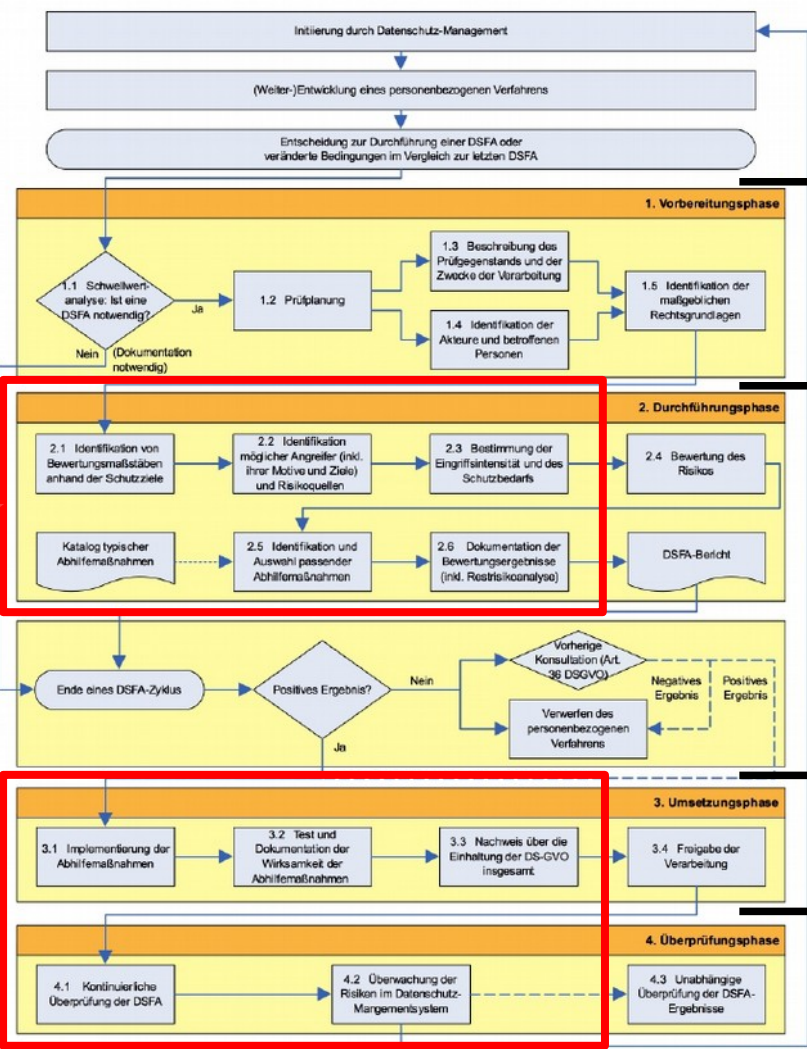 Initiierung durch Datenschutz-Management
(Weiter-)Entwicklung eines personenbezogenen Verfahrens
Entscheidung zur Durchführung einer DSFA oder
veränderte Bedingungen im Vergleich zur letzten DSFA
1. Vorbereitungsphase
1.1 Schwellwert-
analyse: Ist eine
DSFA notwendig?
Ja
Nein
(Dokumentation
notwendig)
1.2 Prüfplanung
1.3 Beschreibung des
Prüfgegenstands und der
Zwecke der Verarbeitung
1.4 Identifikation der
Akteure und betroffenen
Personen
1.5 Identifikation der
maßgeblichen
Rechtsgrundlagen
2. Durchführungsphase
2.1 Identifikation von
Bewertungsmaßstäben
anhand der Schutzziele
2.2 Identifikation
möglicher Angreifer (inkl.
ihrer Motive und Ziele)
und Risikoquellen
2.3 Bestimmung der
Eingriffsintensität und des
Schutzbedarfs
2.4 Bewertung des
Risikos
Katalog typischer
Abhilfemaßnahmen
2.5 Identifikation und
Auswahl passender
Abhilfemaßnahmen
2.6 Dokumentation der
Bewertungsergebnisse
(inkl. Restrisikoanalyse)
DSFA-Bericht
Ende eines DSFA-Zyklus
Positives Ergebnis?
Nein
Ja
Vorherige
Konsultation (Art.
36 DSGVO)
Negatives
Ergebnis
Positives
Ergebnis
Verwerfen des
personenbezogenen
Verfahrens
3. Umsetzungsphase
3.1 Implementierung der
Abhilfemaßnahmen
3.2 Test und
Dokumentation der
Wirksamkeit der
Abhilfemaßnahmen
3.3 Nachweis über die
Einhaltung der DS-GVO
insgesamt
3.4 Freigabe der
Verarbeitung
4. Überprüfungsphase
4.1 Kontinuierliche
Überprüfung der DSFA
4.2 Überwachung der
Risiken im Datenschutz-
Mangementsystem
4.3 Unabhängige
Überprüfung der DSFA-
Ergebnisse